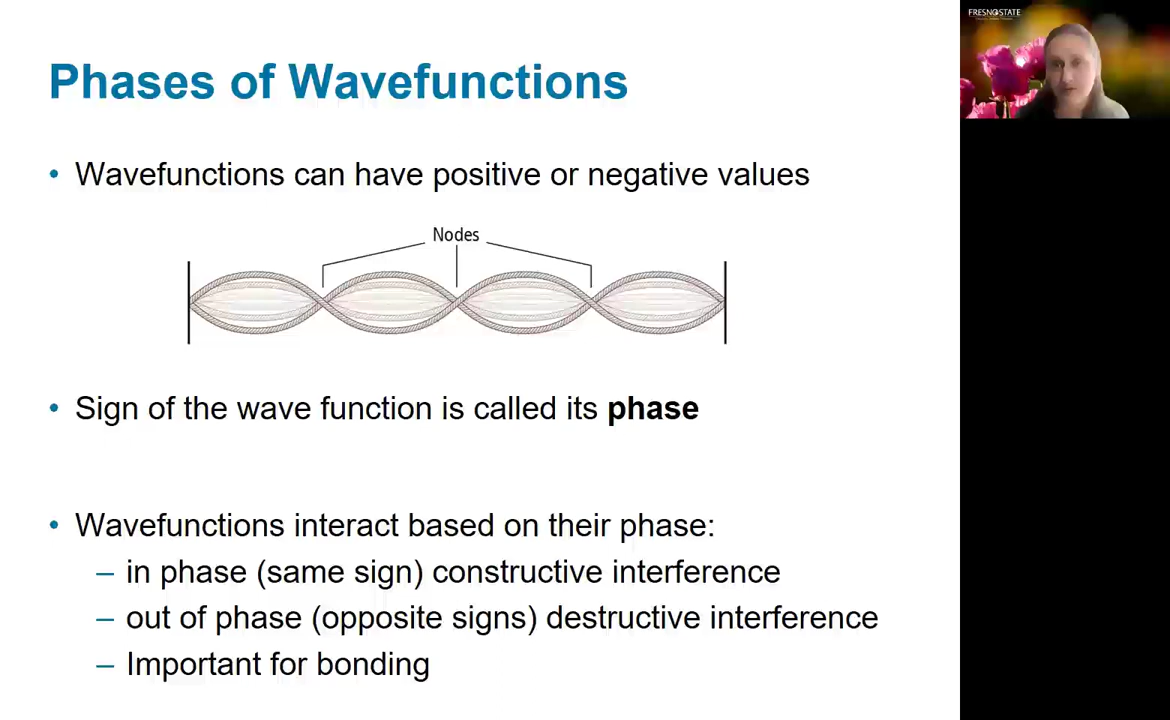 FRESNO STATE
Phases of Wavefunctions
• Wavefunctions can have positive or negative values
Nodes
• Sign of the wave function is called its phase
• Wavefunctions interact based on their phase:
– in phase (same sign) constructive interference
– out of phase (opposite signs) destructive interference
– Important for bonding